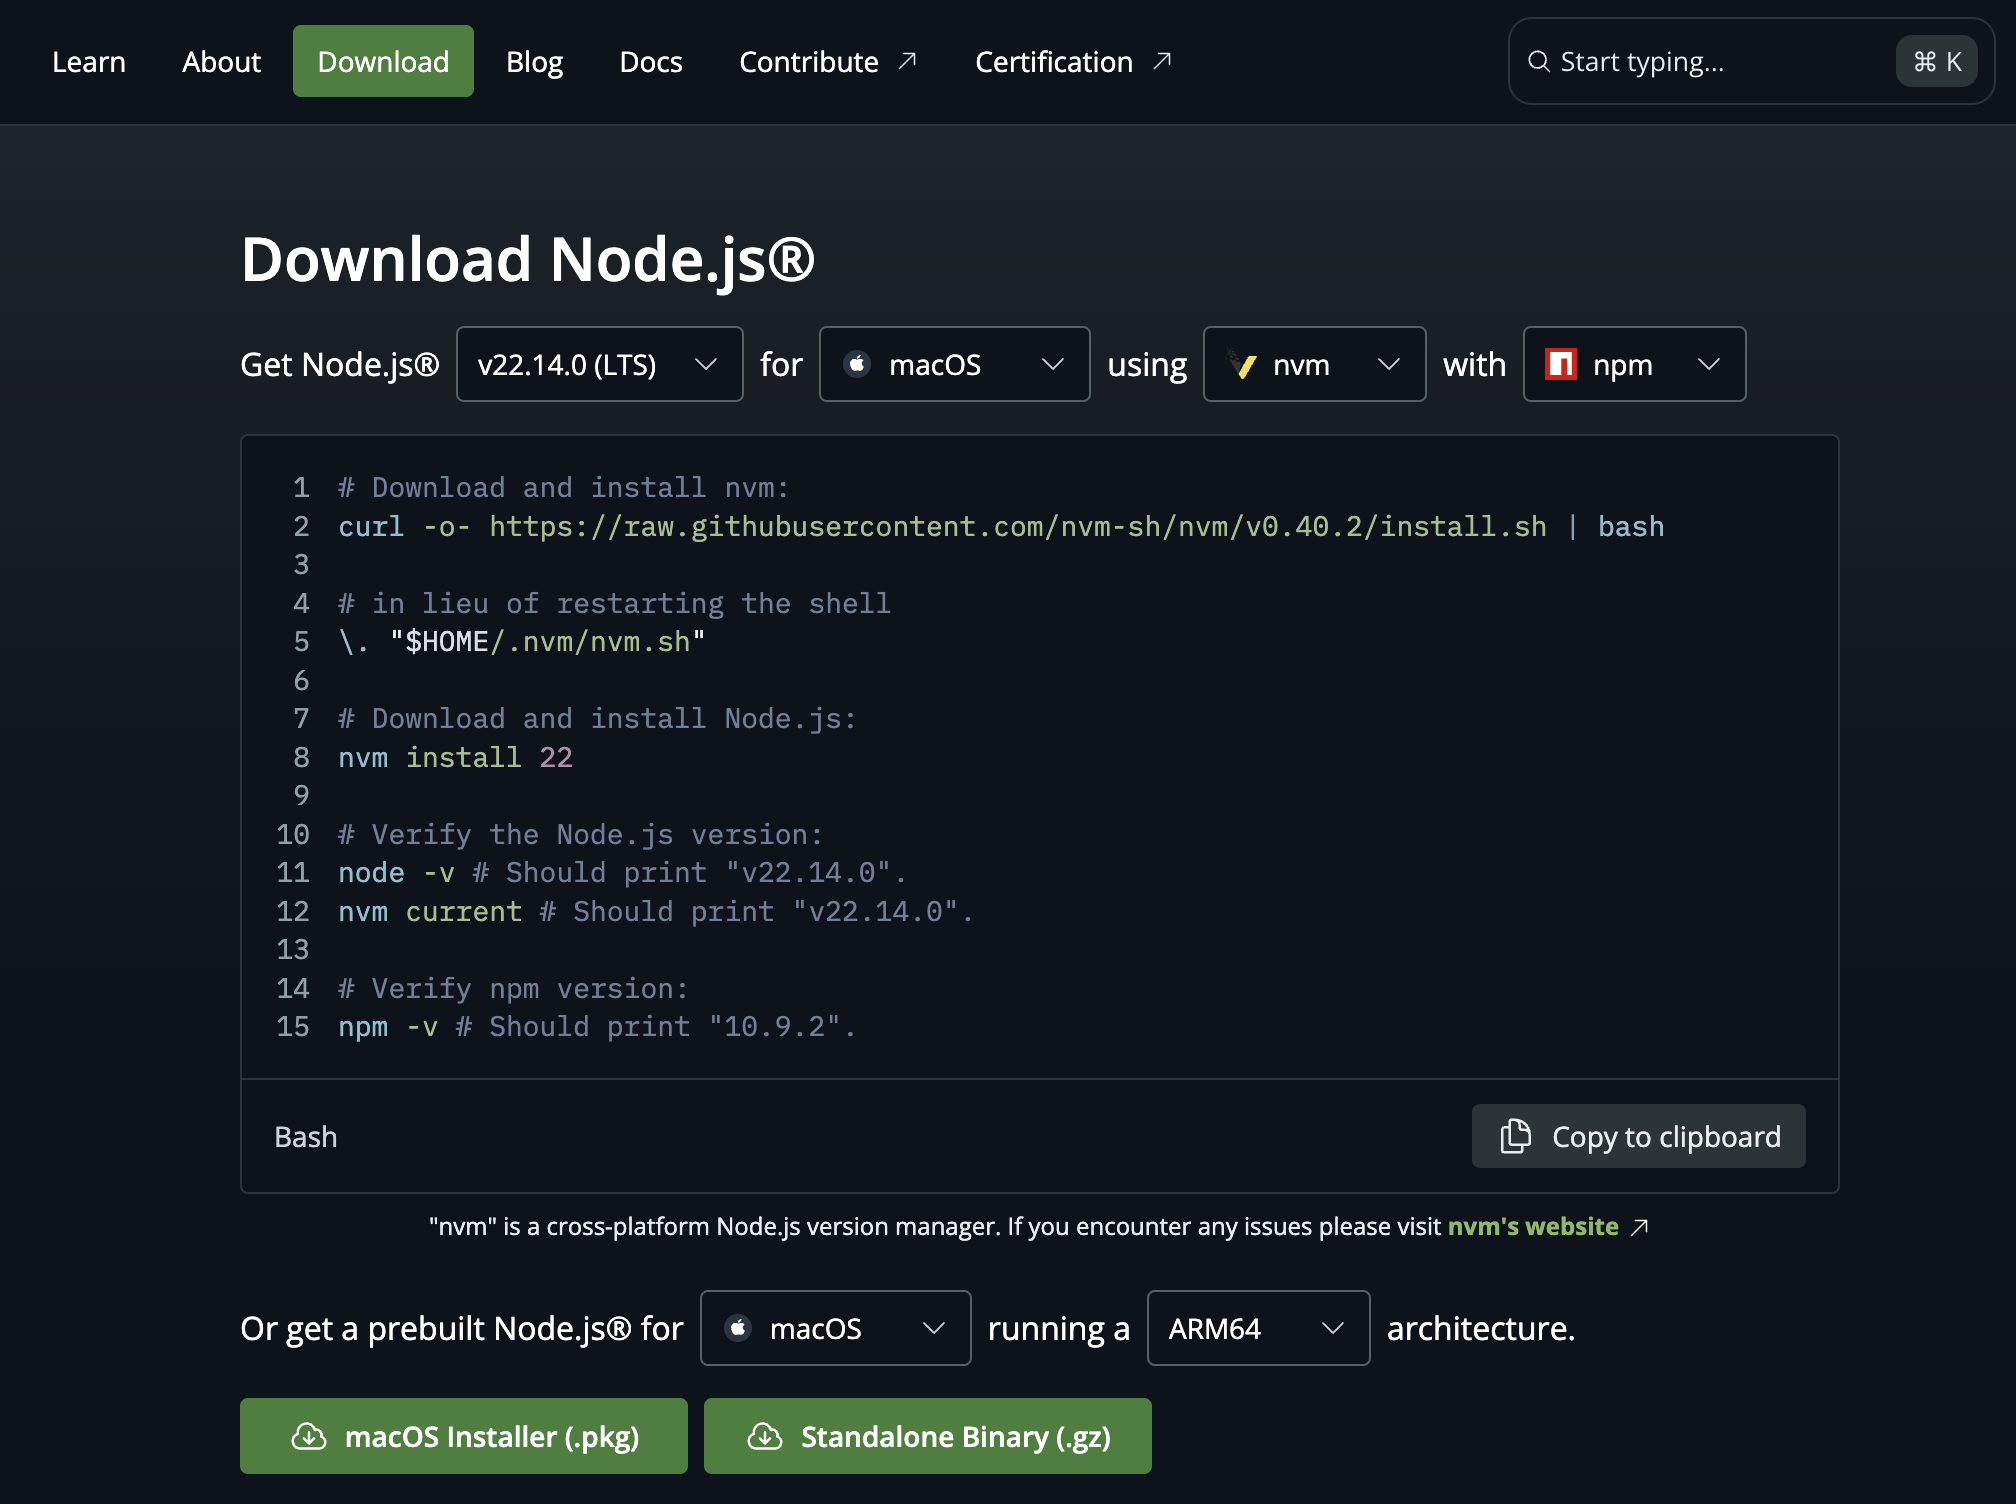 Learn About Download Blog Docs Contribute ↗ Certification ↗ Start typing... ⌘ K
Download Node.js®
Get Node.js® v22.14.0 (LTS) for macOS using nvm with npm
1 # Download and install nvm:
2 curl -o- https://raw.githubusercontent.com/nvm-sh/nvm/v0.40.2/install.sh | bash
3
4 # in lieu of restarting the shell
5 \. "$HOME/.nvm/nvm.sh"
6
7 # Download and install Node.js:
8 nvm install 22
9
10 # Verify the Node.js version:
11 node -v # Should print "v22.14.0".
12 nvm current # Should print "v22.14.0".
13
14 # Verify npm version:
15 npm -v # Should print "10.9.2".
Bash Copy to clipboard
"nvm" is a cross-platform Node.js version manager. If you encounter any issues please visit nvm's website ↗
Or get a prebuilt Node.js® for macOS running a ARM64 architecture.
macOS Installer (.pkg) Standalone Binary (.gz)